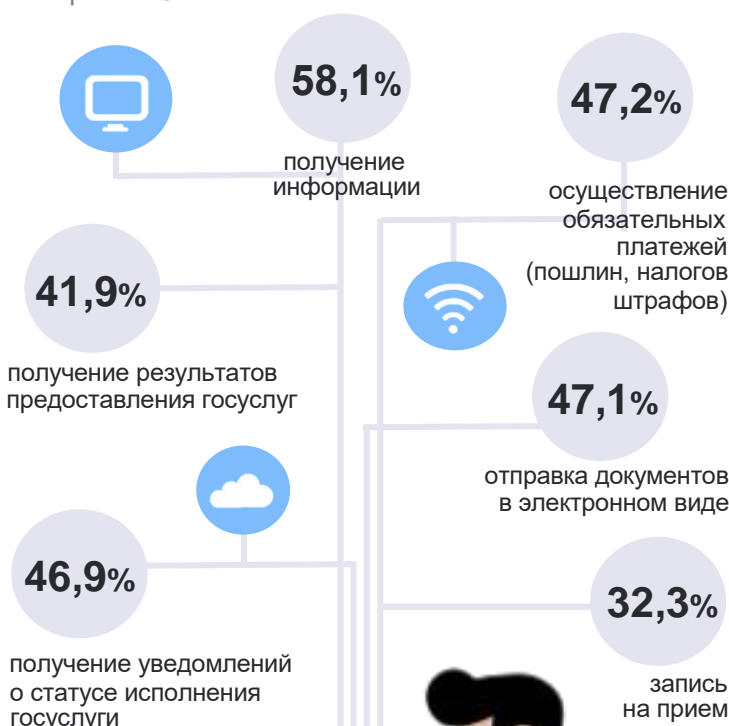 58,1%
получение
информации
47,2%
осуществление
обязательных
платежей
(пошлин, налогов
штрафов)
41,9%
получение результатов
предоставления госуслуг
47,1%
отправка документов
в электронном виде
46,9%
получение уведомлений
о статусе исполнения
госуслуги
32,3%
запись
на прием